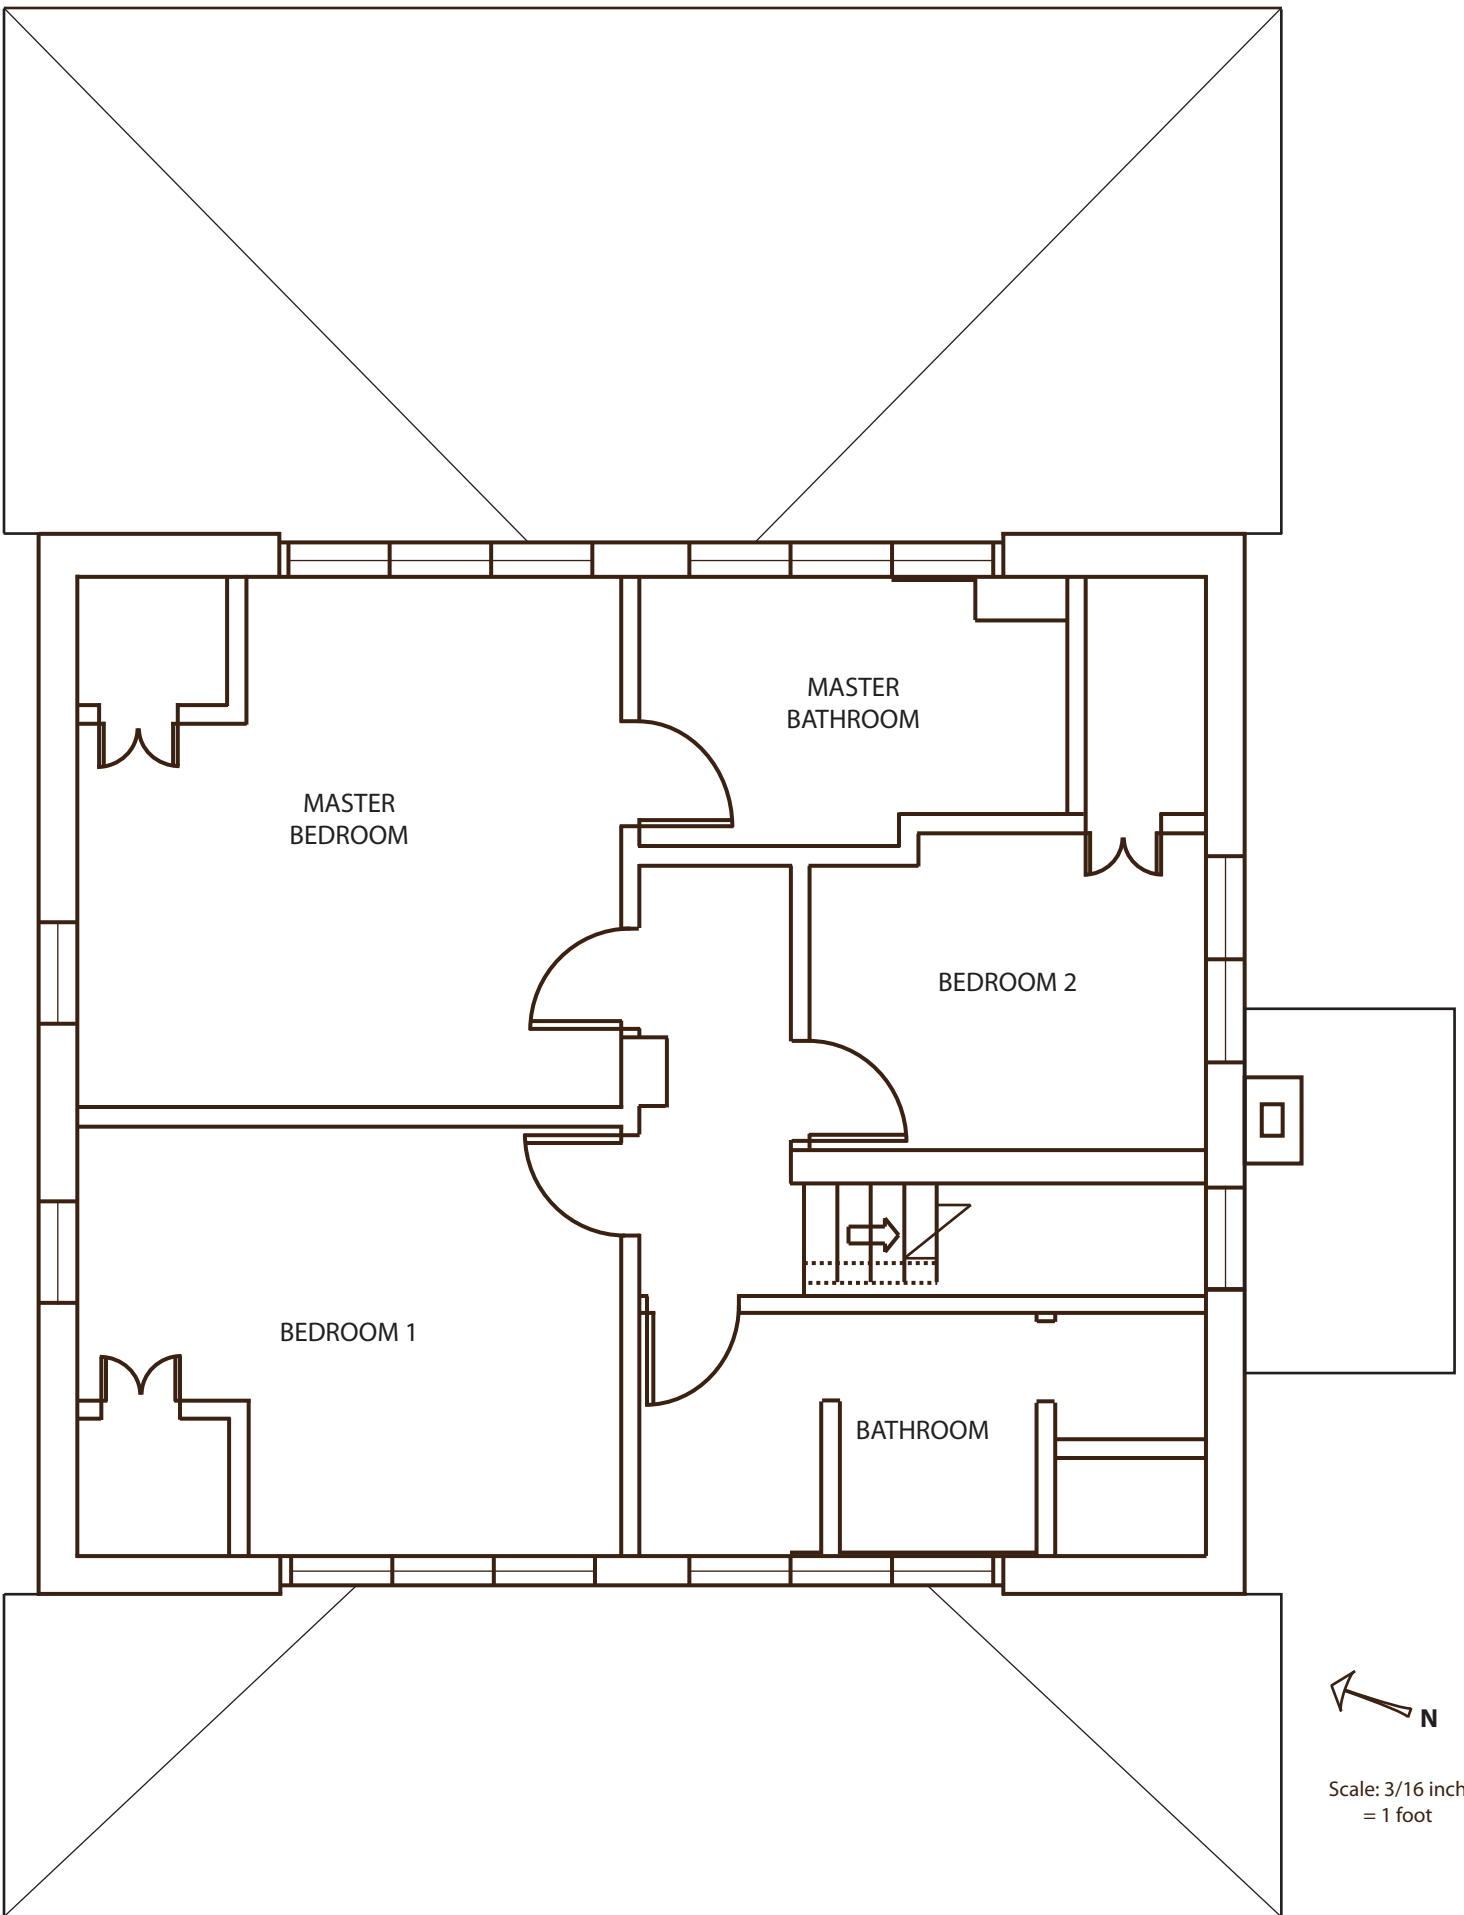 MASTER
BATHROOM
MASTER
BEDROOM
BEDROOM 2
BEDROOM 1
BATHROOM
N
Scale: 3/16 inch
= 1 foot